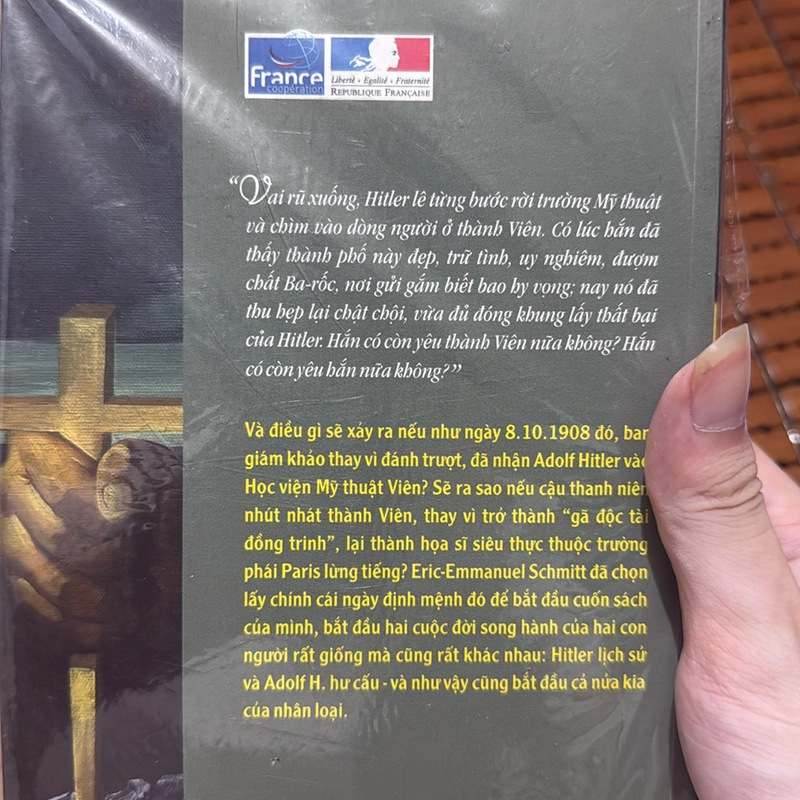 France
coopération
Liberté • Egalité • Fraternité
RÉPUBLIQUE FRANÇAISE
“Vai rũ xuống, Hitler lê từng bước rời trường Mỹ thuật
và chìm vào dòng người ở thành Viên. Có lúc hắn đã
thấy thành phố này đẹp, trữ tình, uy nghiêm, đượm
chất Ba-rốc, nơi gửi gắm biết bao hy vọng; nay nó đã
thu hẹp lại chật chội, vừa đủ đóng khung lấy thất bại
của Hitler. Hắn có còn yêu thành Viên nữa không? Hắn
có còn yêu hắn nữa không?”
Và điều gì sẽ xảy ra nếu như ngày 8.10.1908 đó, ban
giám khảo thay vì đánh trượt, đã nhận Adolf Hitler vào
Học viện Mỹ thuật Viên? Sẽ ra sao nếu cậu thanh niên
nhút nhát thành Viên, thay vì trở thành “gã độc tài
đồng trinh”, lại thành họa sĩ siêu thực thuộc trường
phái Paris lừng tiếng? Eric-Emmanuel Schmitt đã chọn
lấy chính cái ngày định mệnh đó để bắt đầu cuốn sách
của mình, bắt đầu hai cuộc đời song hành của hai con
người rất giống mà cũng rất khác nhau: Hitler lịch sử
và Adolf H. hư cấu - và như vậy cũng bắt đầu cả nửa kia
của nhân loại.